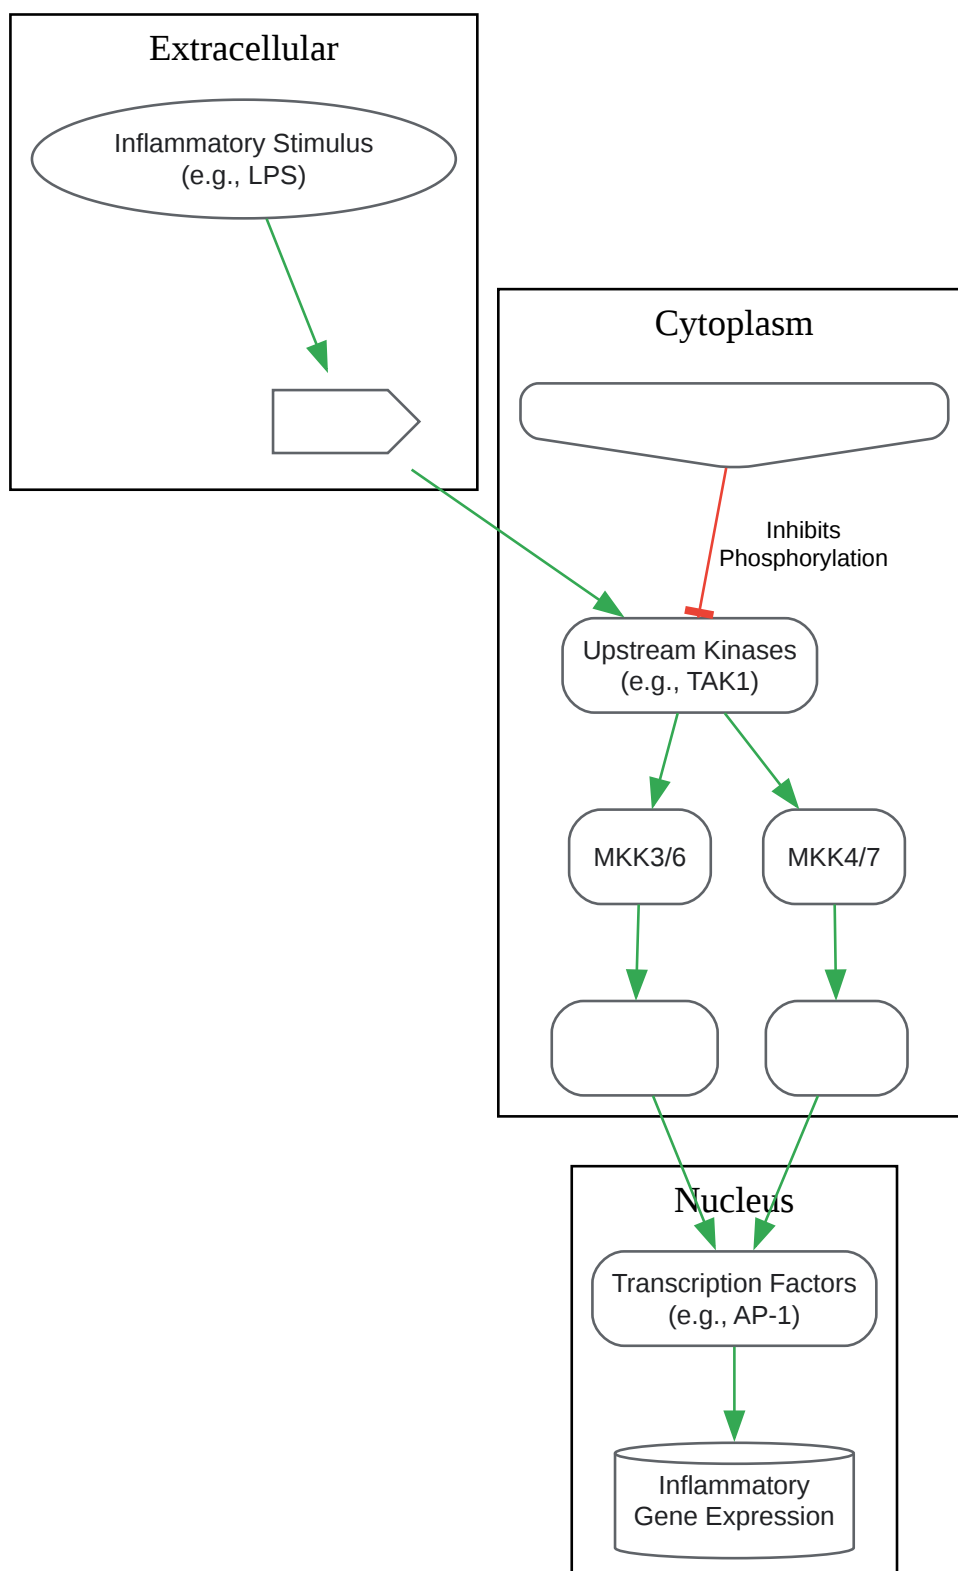 Extracellular
Inflammatory Stimulus
(e.g., LPS)
Cytoplasm
Inhibits
Phosphorylation
Upstream Kinases
(e.g., TAK1)
MKK3/6
MKK4/7
Nucleus
Transcription Factors
(e.g., AP-1)
Inflammatory
Gene Expression